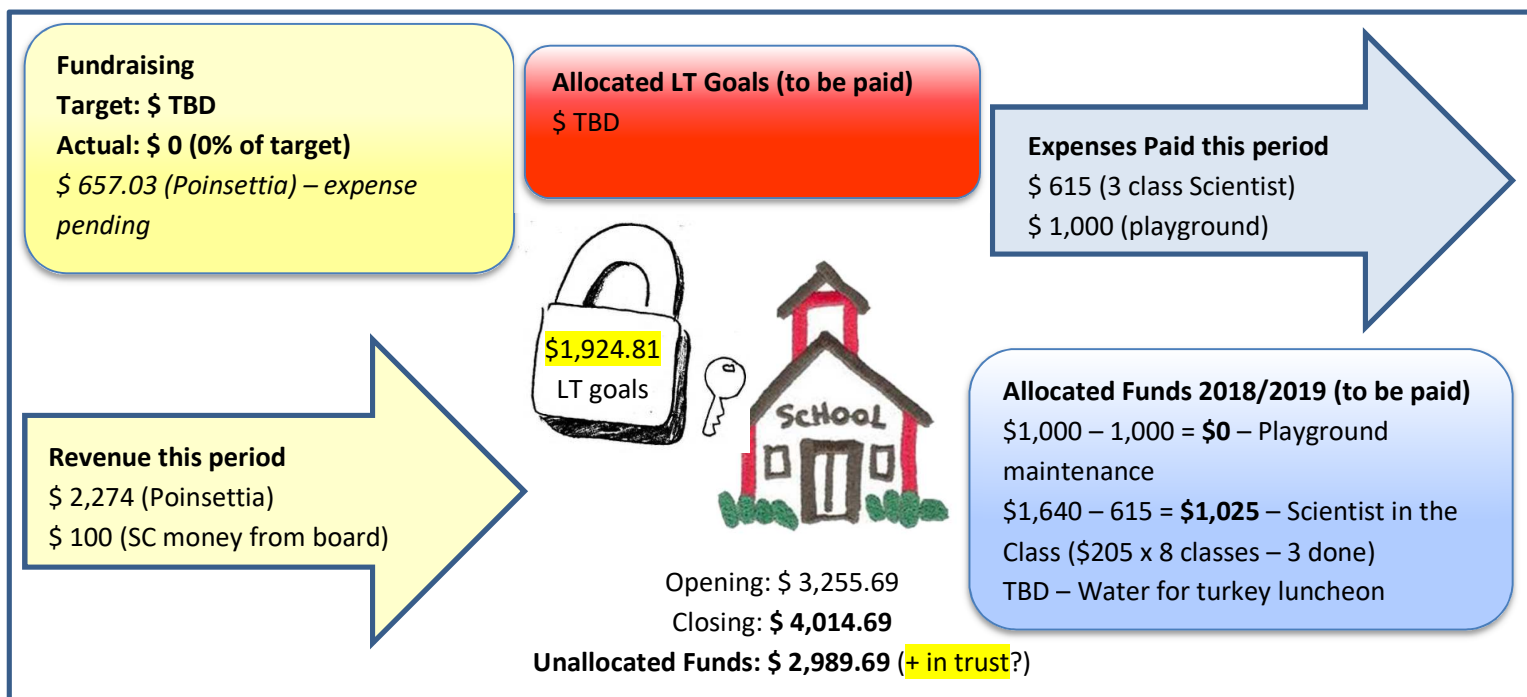 Fundraising
Target: $ TBD
Actual: $ 0 (0% of target)
$ 657.03 (Poinsettia) – expense
pending
Allocated LT Goals (to be paid)
$ TBD
Expenses Paid this period
$ 615 (3 class Scientist)
$ 1,000 (playground)
$1,924.81
LT goals
SCHOOL
Revenue this period
$ 2,274 (Poinsettia)
$ 100 (SC money from board)
Allocated Funds 2018/2019 (to be paid)
$1,000 – 1,000 = $0 – Playground
maintenance
$1,640 – 615 = $1,025 – Scientist in the
Class ($205 x 8 classes – 3 done)
TBD – Water for turkey luncheon
Opening: $ 3,255.69
Closing: $ 4,014.69
Unallocated Funds: $ 2,989.69 (+ in trust?)